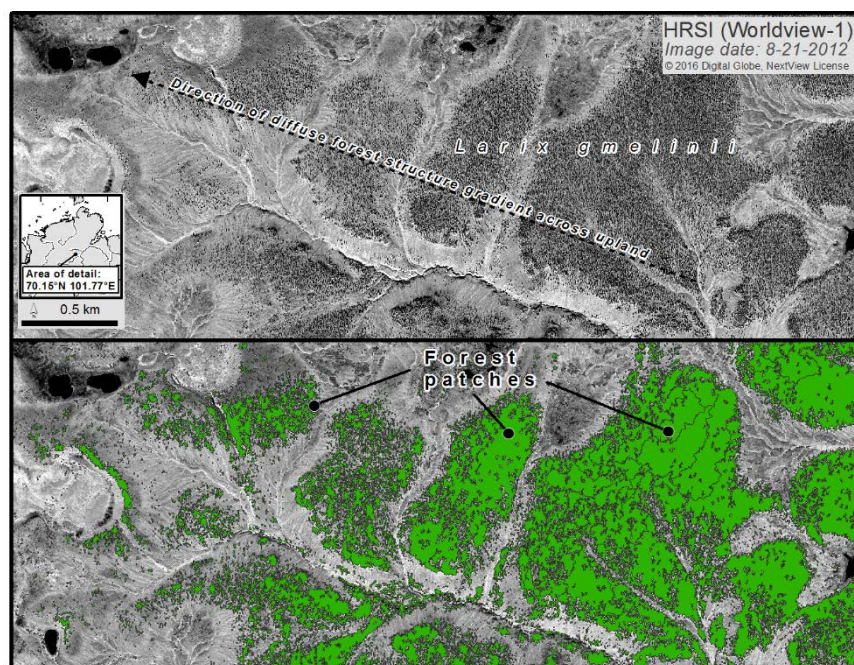 HRSI (Worldview-1)
Image date: 8-21-2012
© 2016 Digital Globe, NextView License
Direction of diffuse forest structure gradient across upland
Larix gmelinii
Area of detail:
70.15°N 101.77°E
0.5 km
Forest
patches